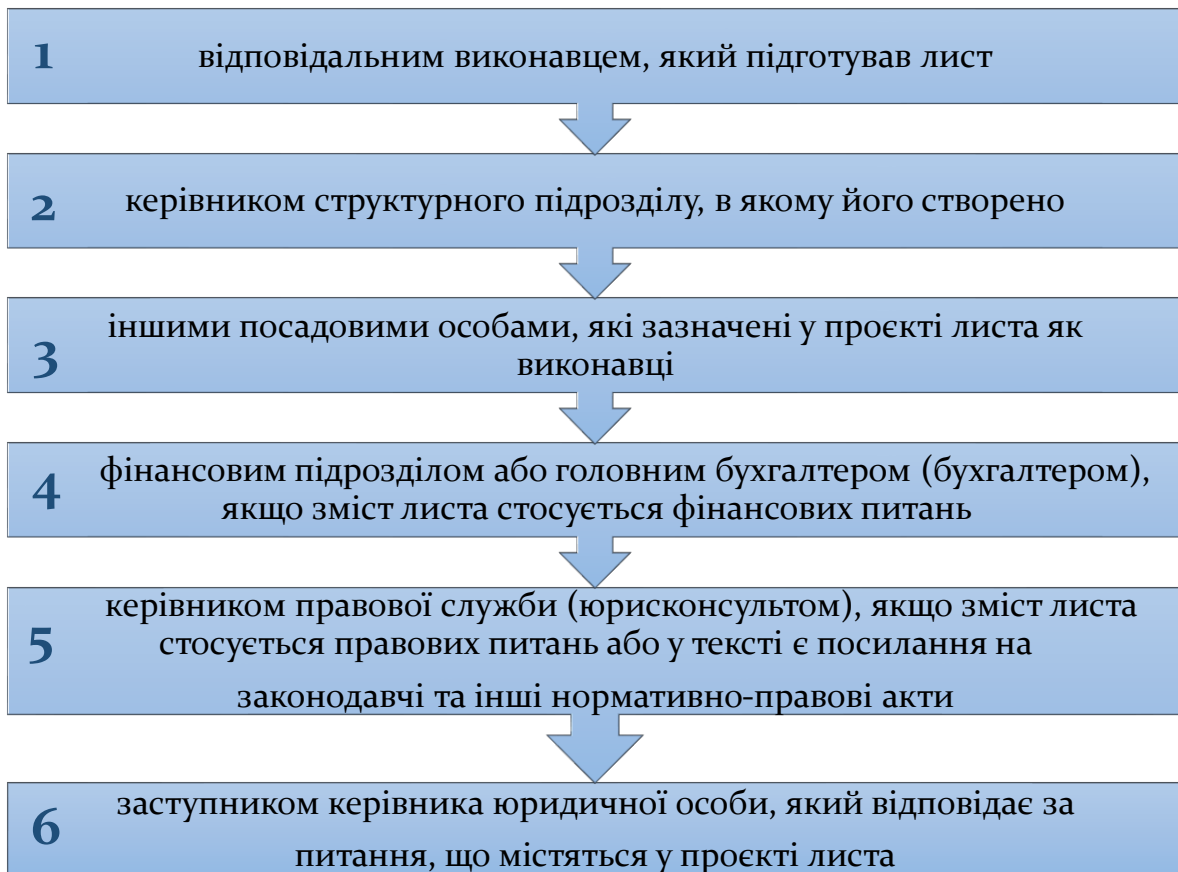 1
відповідальним виконавцем, який підготував лист
2
керівником структурного підрозділу, в якому його створено
3
іншими посадовими особами, які зазначені у проєкті листа як
виконавці
4
фінансовим підрозділом або головним бухгалтером (бухгалтером),
якщо зміст листа стосується фінансових питань
5
керівником правової служби (юрисконсультом), якщо зміст листа
стосується правових питань або у тексті є посилання на
законодавчі та інші нормативно-правові акти
6
заступником керівника юридичної особи, який відповідає за
питання, що містяться у проєкті листа